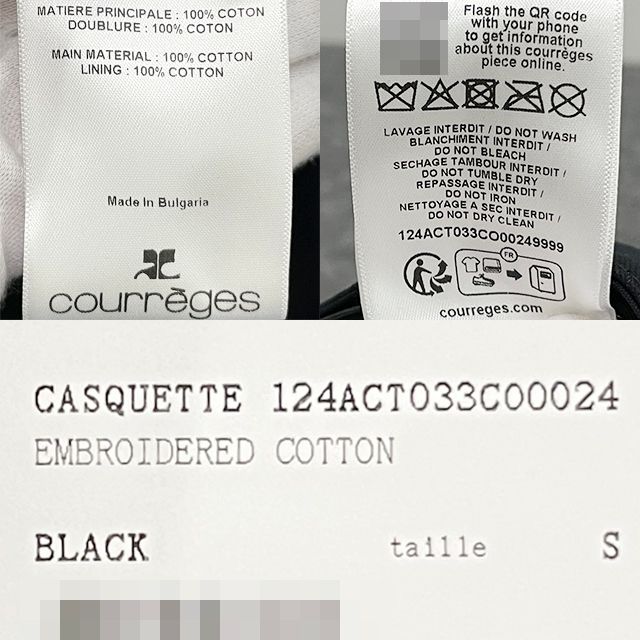 MATIERE PRINCIPALE : 100% COTON
DOUBLURE : 100% COTON
MAIN MATERIAL : 100% COTTON
LINING : 100% COTTON
Made In Bulgaria
courrèges
Flash the QR code
with your phone
to get information
about this courrèges
piece online.
LAVAGE INTERDIT / DO NOT WASH
BLANCHIMENT INTERDIT /
DO NOT BLEACH
SECHAGE TAMBOUR INTERDIT /
DO NOT TUMBLE DRY
REPASSAGE INTERDIT /
DO NOT IRON
NETTOYAGE A SEC INTERDIT /
DO NOT DRY CLEAN
124ACT033CO00249999
FR
courreges.com
CASQUETTE 124ACT033CO0024
EMBROIDERED COTTON
BLACK taille S